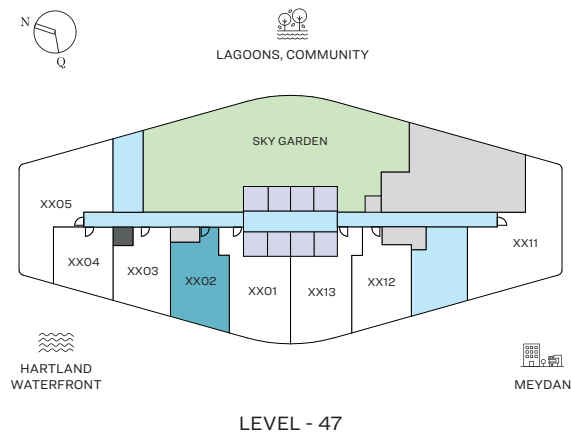 N
Q
LAGOONS, COMMUNITY
SKY GARDEN
XX05
XX04
XX03
XX02
XX01
XX13
XX12
XX11
HARTLAND
WATERFRONT
MEYDAN
LEVEL - 47